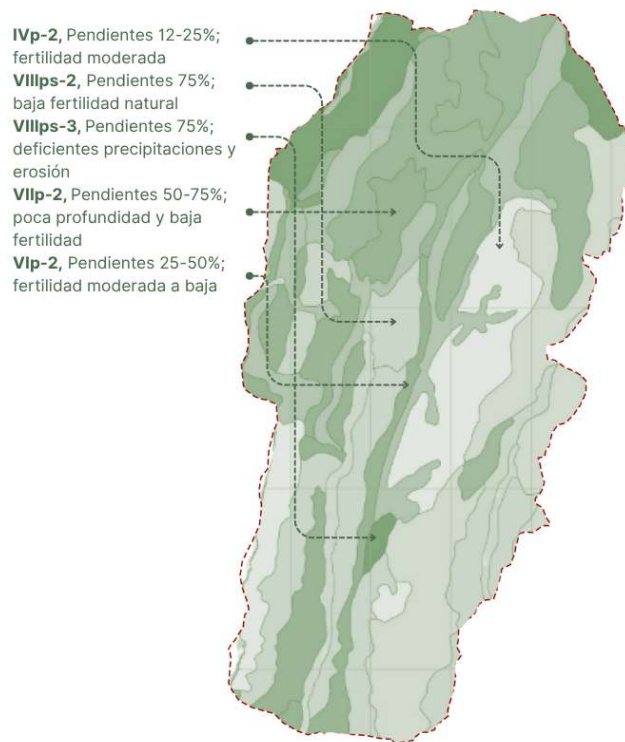 IVp-2, Pendientes 12-25%;
fertilidad moderada
VIIIps-2, Pendientes 75%;
baja fertilidad natural
VIIIps-3, Pendientes 75%;
deficientes precipitaciones y
erosión
VIIp-2, Pendientes 50-75%;
poca profundidad y baja
fertilidad
VIp-2, Pendientes 25-50%;
fertilidad moderada a baja